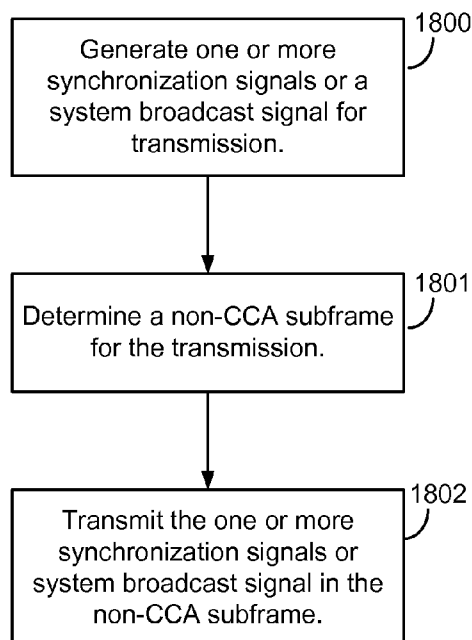 1800
Generate one or more
synchronization signals or a
system broadcast signal for
transmission.
1801
Determine a non-CCA subframe
for the transmission.
1802
Transmit the one or more
synchronization signals or
system broadcast signal in the
non-CCA subframe.